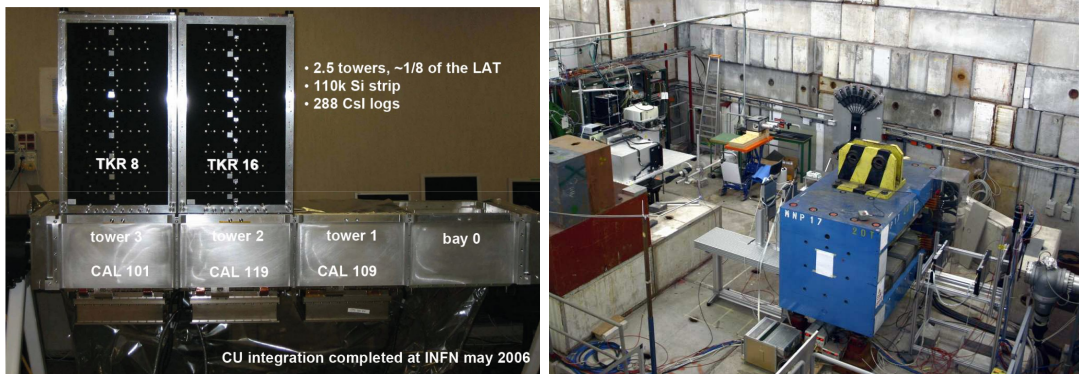 • 2.5 towers, ~1/8 of the LAT
• 110k Si strip
• 288 CsI logs
TKR 8
TKR 16
tower 3
tower 2
tower 1
bay 0
CAL 101
CAL 119
CAL 109
CU integration completed at INFN may 2006
MNP 17
20T